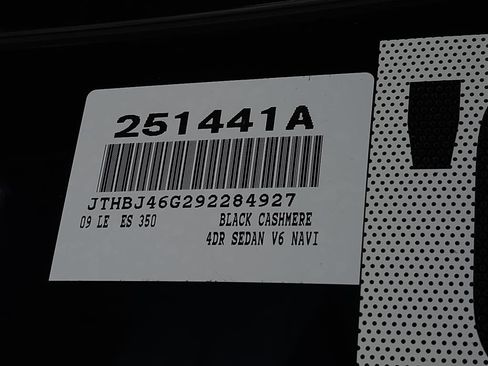 251441A
JTHBJ46G292284927
09 LE ES 350 BLACK CASHMERE
4DR SEDAN V6 NAVI